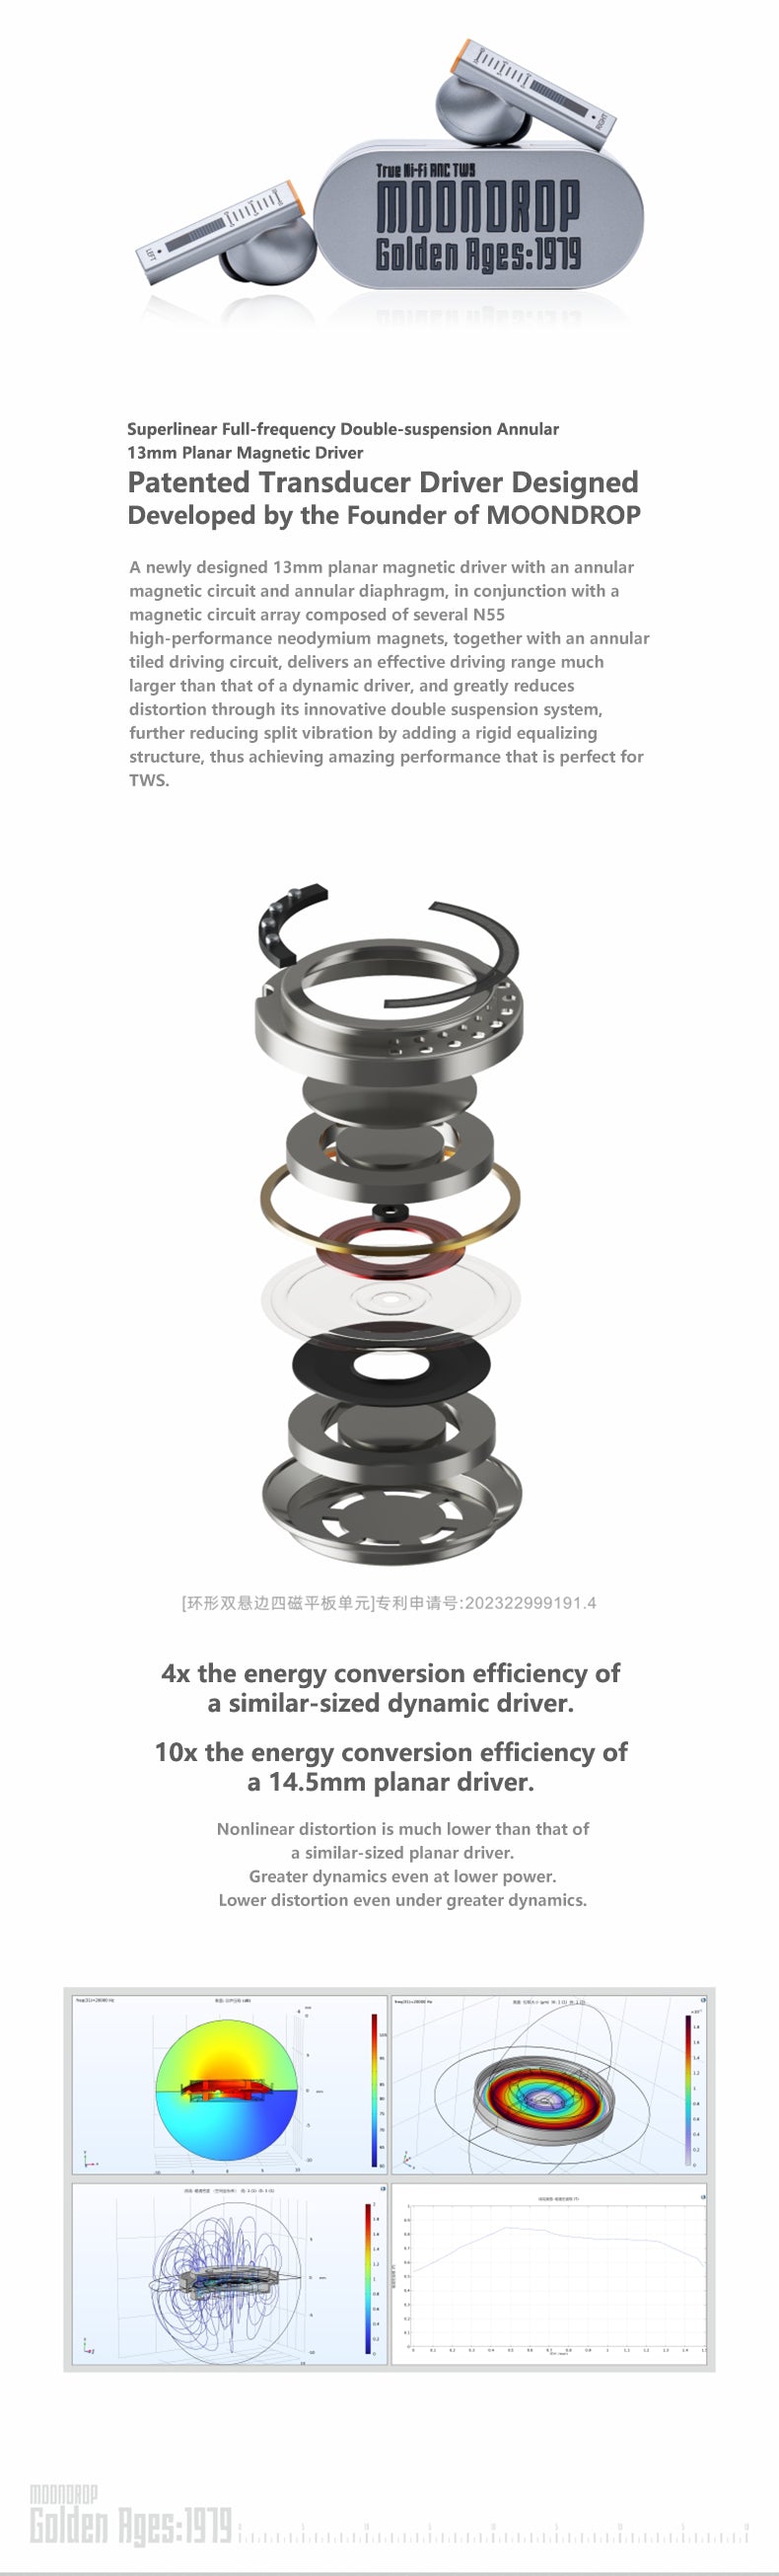 True Hi-Fi ANC TWS
MOONDROP
Golden Ages:1979
LEFT
RIGHT
Superlinear Full-frequency Double-suspension Annular
13mm Planar Magnetic Driver
Patented Transducer Driver Designed
Developed by the Founder of MOONDROP
A newly designed 13mm planar magnetic driver with an annular
magnetic circuit and annular diaphragm, in conjunction with a
magnetic circuit array composed of several N55
high-performance neodymium magnets, together with an annular
tiled driving circuit, delivers an effective driving range much
larger than that of a dynamic driver, and greatly reduces
distortion through its innovative double suspension system,
further reducing split vibration by adding a rigid equalizing
structure, thus achieving amazing performance that is perfect for
TWS.
[环形双悬边四磁平板单元]专利申请号:202322999191.4
4x the energy conversion efficiency of
a similar-sized dynamic driver.
10x the energy conversion efficiency of
a 14.5mm planar driver.
Nonlinear distortion is much lower than that of
a similar-sized planar driver.
Greater dynamics even at lower power.
Lower distortion even under greater dynamics.
MOONDROP
Golden Ages:1979